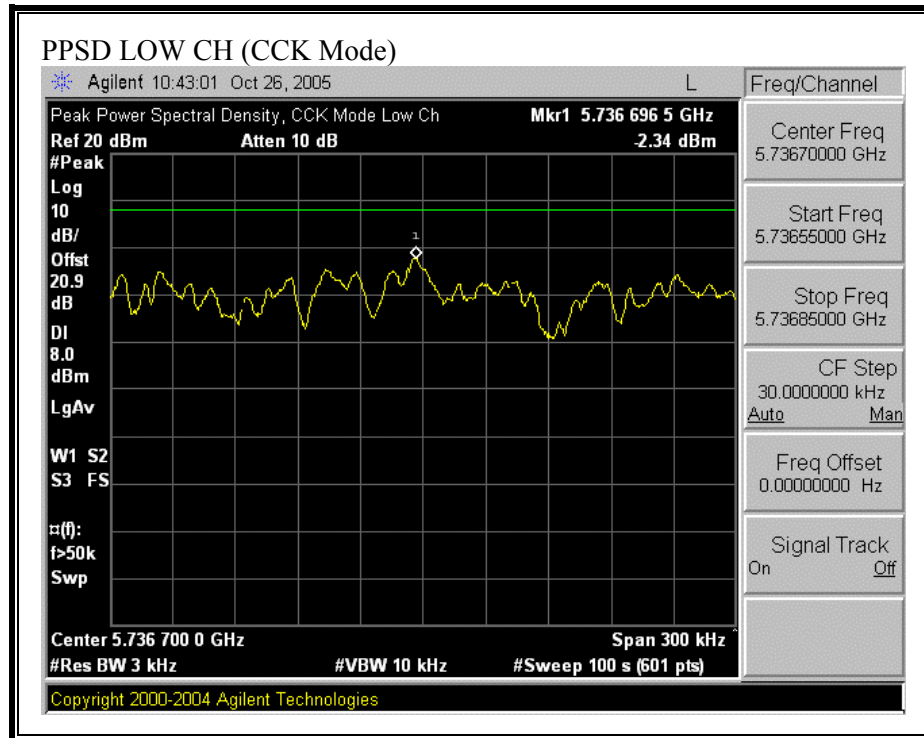 PPSD LOW CH (CCK Mode)
Agilent 10:43:01 Oct 26, 2005 L
Peak Power Spectral Density, CCK Mode Low Ch Mkr1 5.736 696 5 GHz
Ref 20 dBm Atten 10 dB -2.34 dBm
#Peak
Log
10
dB/
Offst
20.9
dB
DI
8.0
dBm
LgAv
W1 S2
S3 FS
¤(f):
f>50k
Swp
1
Center 5.736 700 0 GHz Span 300 kHz ^
#Res BW 3 kHz #VBW 10 kHz #Sweep 100 s (601 pts)
Copyright 2000-2004 Agilent Technologies
Freq/Channel
Center Freq
5.73670000 GHz
Start Freq
5.73655000 GHz
Stop Freq
5.73685000 GHz
CF Step
30.0000000 kHz
Auto Man
Freq Offset
0.00000000 Hz
Signal Track
On Off